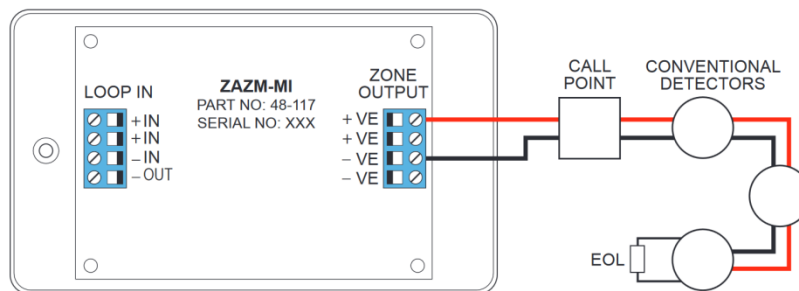 LOOP IN
+IN
+IN
–IN
–OUT
ZAZM-MI
PART NO: 48-117
SERIAL NO: XXX
ZONE
OUTPUT
+ VE
+ VE
– VE
– VE
CALL
POINT
CONVENTIONAL
DETECTORS
EOL